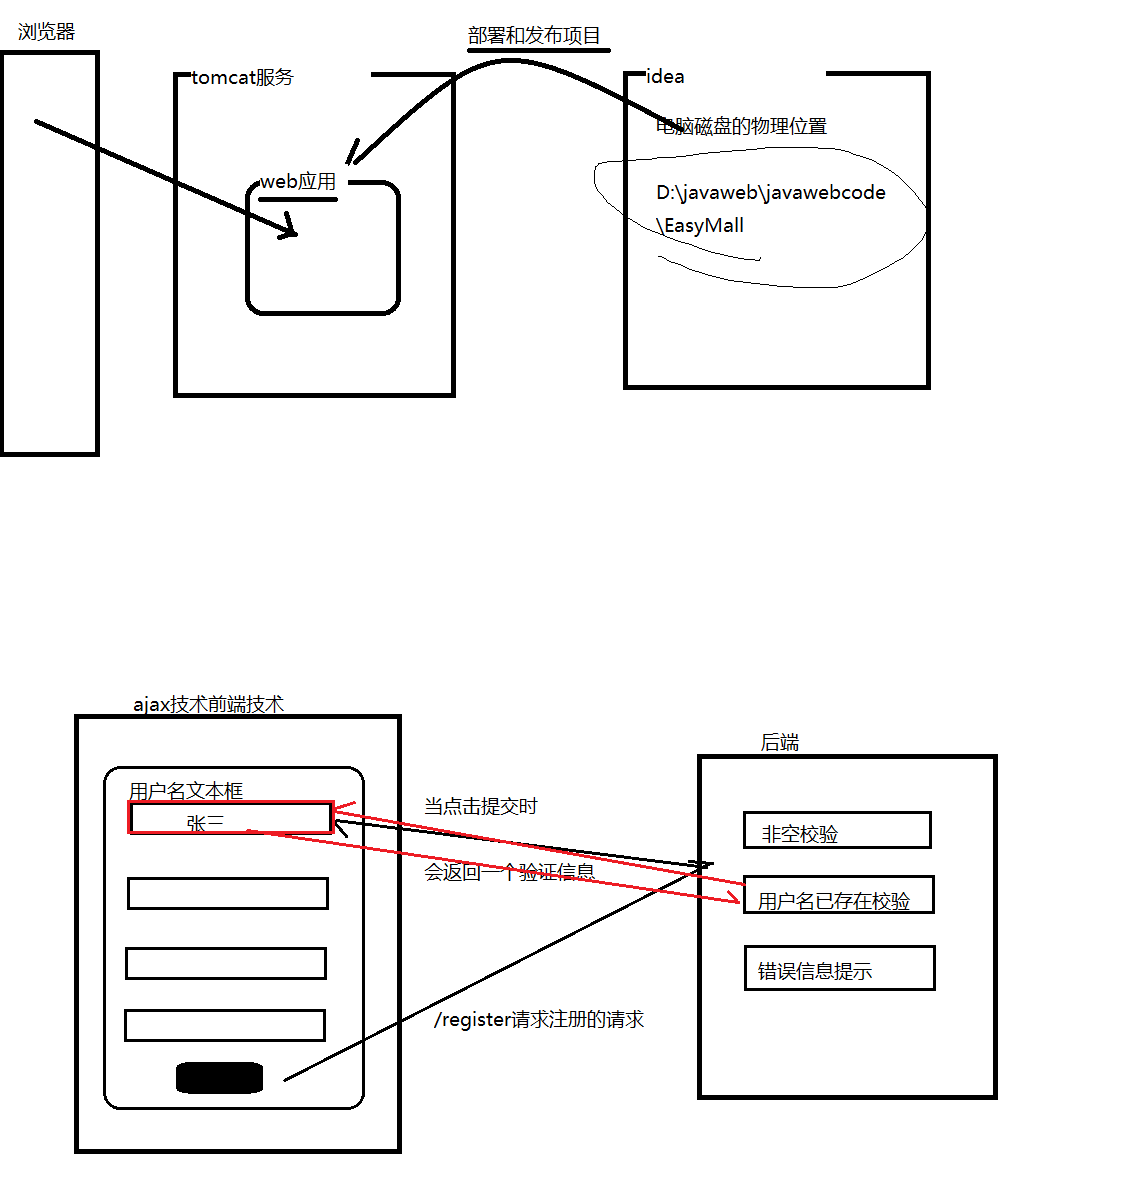 浏览器
部署和发布项目
tomcat服务
idea
电脑磁盘的物理位置
web应用
D:\javaweb\javawebcode
\EasyMall
ajax技术前端技术
后端
用户名文本框
张三
当点击提交时
非空校验
会返回一个验证信息
用户名已存在校验
错误信息提示
/register请求注册的请求